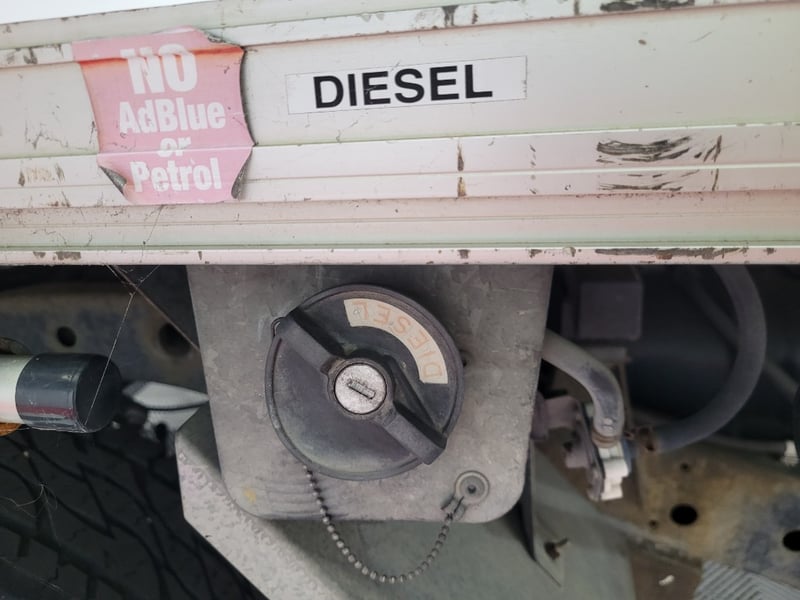 NO
AdBlue
or
Petrol
DIESEL
DIESEL